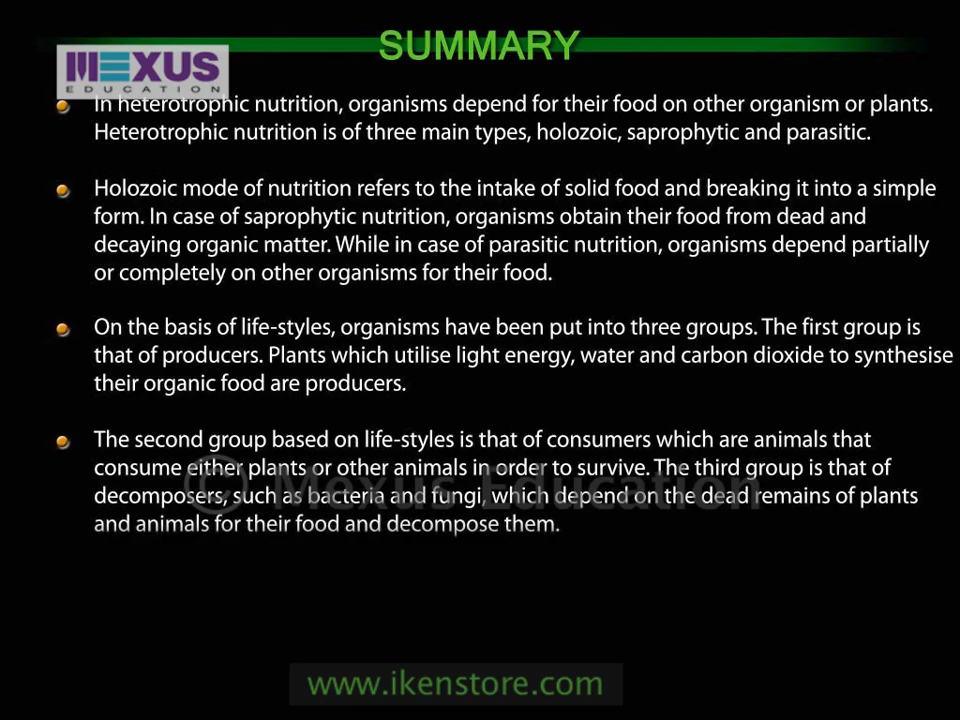 SUMMARY
MEXUS
EDUCATION
In heterotrophic nutrition, organisms depend for their food on other organism or plants.
Heterotrophic nutrition is of three main types, holozoic, saprophytic and parasitic.
Holozoic mode of nutrition refers to the intake of solid food and breaking it into a simple
form. In case of saprophytic nutrition, organisms obtain their food from dead and
decaying organic matter. While in case of parasitic nutrition, organisms depend partially
or completely on other organisms for their food.
On the basis of life-styles, organisms have been put into three groups. The first group is
that of producers. Plants which utilise light energy, water and carbon dioxide to synthesise
their organic food are producers.
The second group based on life-styles is that of consumers which are animals that
consume either plants or other animals in order to survive. The third group is that of
decomposers, such as bacteria and fungi, which depend on the dead remains of plants
and animals for their food and decompose them.
© Mexus Education
www.ikenstore.com